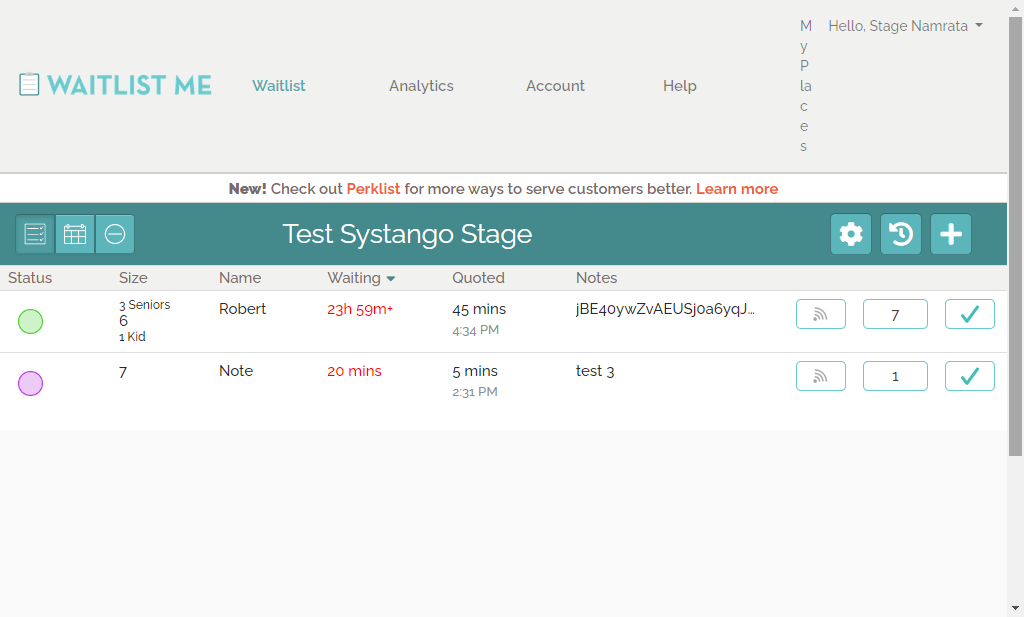 My Places
Hello, Stage Namrata
WAITLIST ME
Waitlist
Analytics
Account
Help
New! Check out Perklist for more ways to serve customers better. Learn more
Test Systango Stage
Status
Size
Name
Waiting
Quoted
Notes
3 Seniors
6
1 Kid
Robert
23h 59m+
45 mins
4:34 PM
jBE40ywZvAEUSj0a6yqJ...
7
7
Note
20 mins
5 mins
2:31 PM
test 3
1